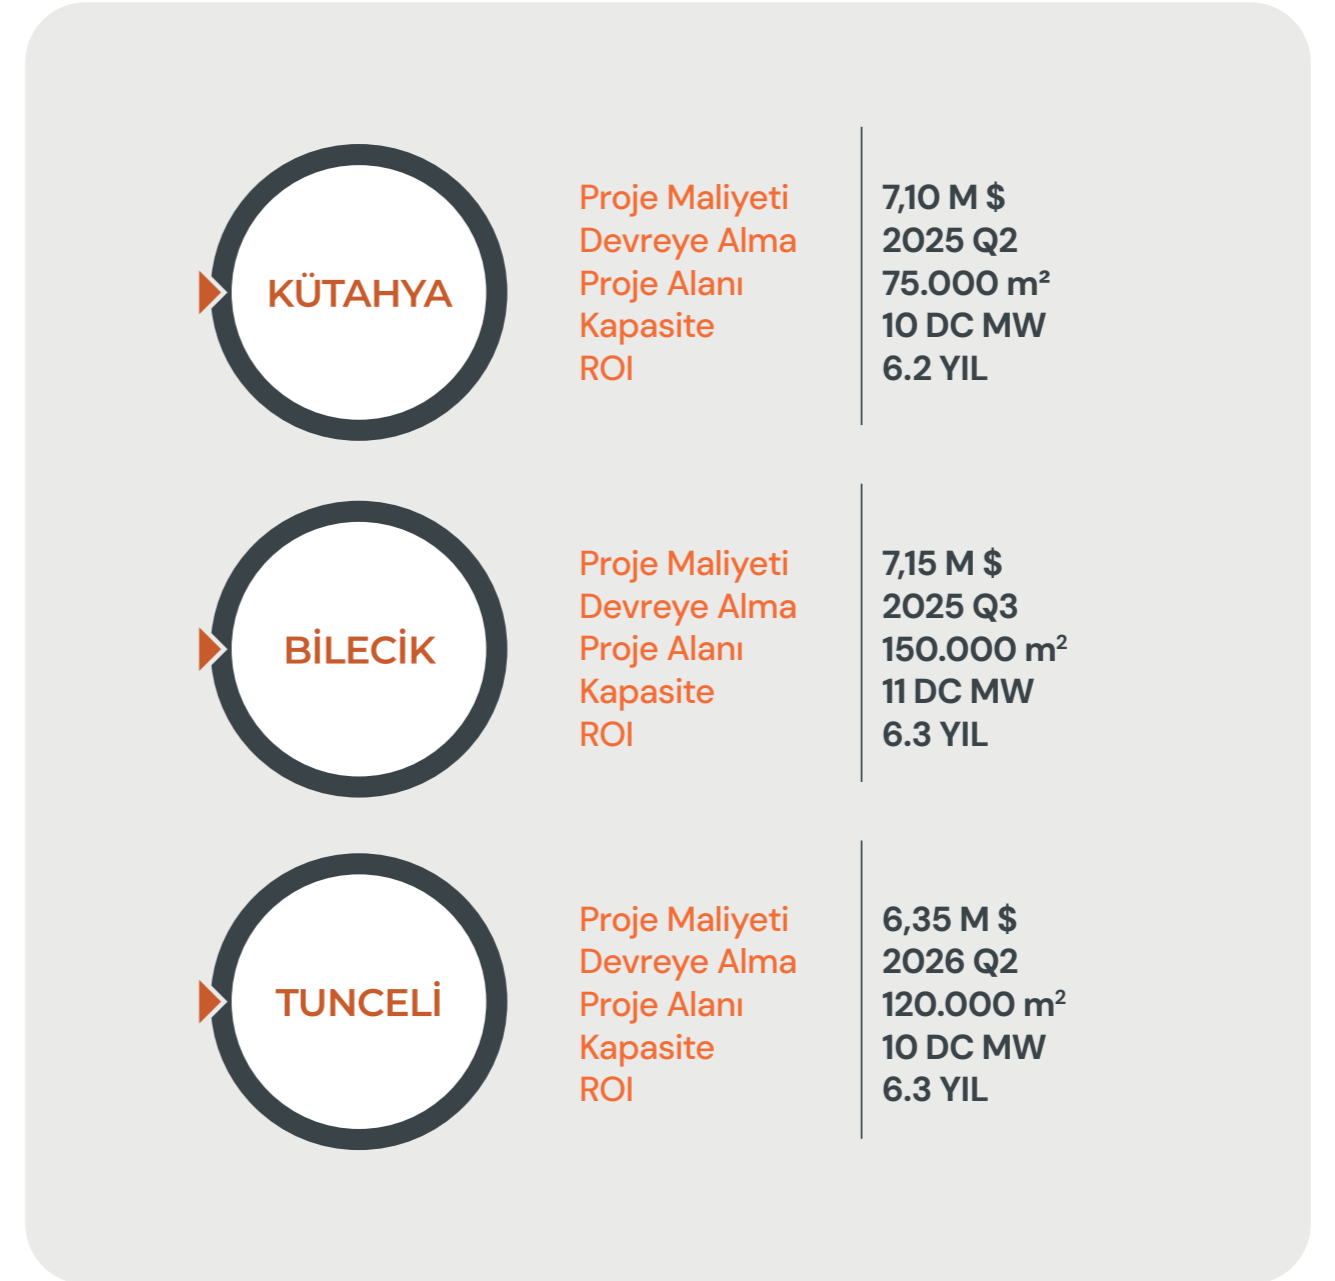 KÜTAHYA
Proje Maliyeti 7,10 M $
Devreye Alma 2025 Q2
Proje Alanı 75.000 m²
Kapasite 10 DC MW
ROI 6.2 YIL
BİLECİK
Proje Maliyeti 7,15 M $
Devreye Alma 2025 Q3
Proje Alanı 150.000 m²
Kapasite 11 DC MW
ROI 6.3 YIL
TUNCELİ
Proje Maliyeti 6,35 M $
Devreye Alma 2026 Q2
Proje Alanı 120.000 m²
Kapasite 10 DC MW
ROI 6.3 YIL